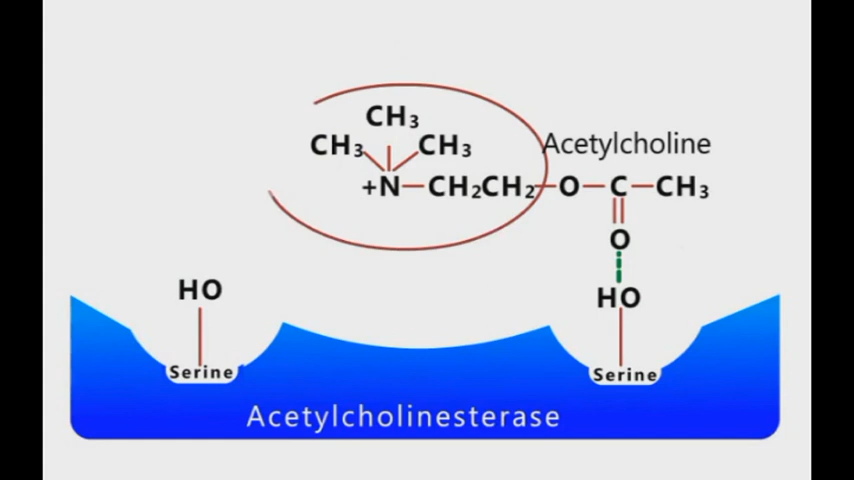 CH₃
CH₃ CH₃
+N—CH₂CH₂—O—C—CH₃
Acetylcholine
O
HO
HO
Serine
Serine
Acetylcholinesterase